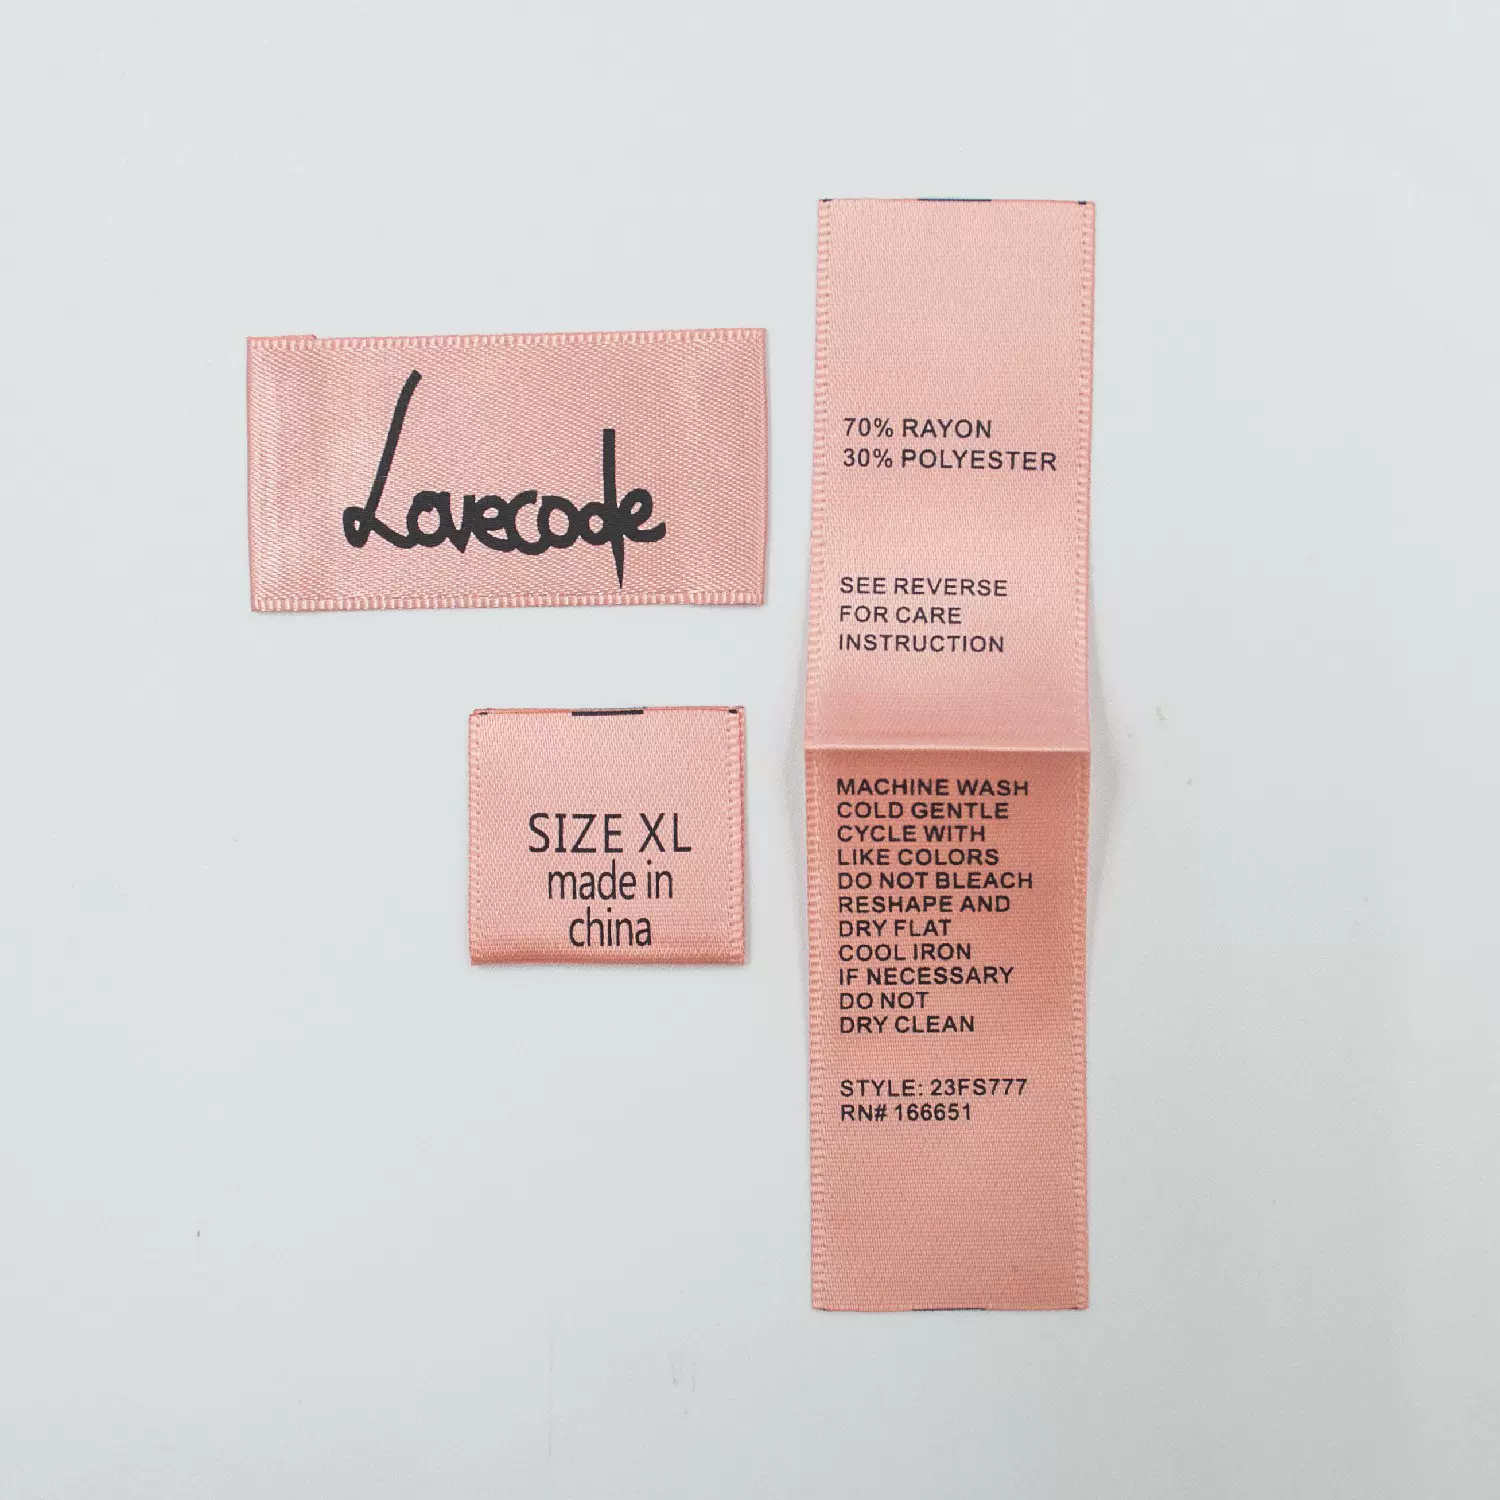 Lovecode
SIZE XL
made in
china
70% RAYON
30% POLYESTER
SEE REVERSE
FOR CARE
INSTRUCTION
MACHINE WASH
COLD GENTLE
CYCLE WITH
LIKE COLORS
DO NOT BLEACH
RESHAPE AND
DRY FLAT
COOL IRON
IF NECESSARY
DO NOT
DRY CLEAN
STYLE: 23FS777
RN# 166651